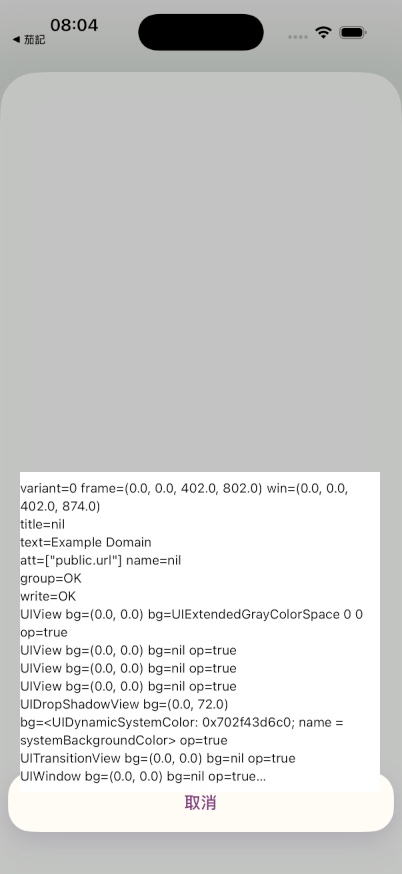 08:04
◀ 茄記
variant=0 frame=(0.0, 0.0, 402.0, 802.0) win=(0.0, 0.0,
402.0, 874.0)
title=nil
text=Example Domain
att=["public.url"] name=nil
group=OK
write=OK
UIView bg=(0.0, 0.0) bg=UIExtendedGrayColorSpace 0 0
op=true
UIView bg=(0.0, 0.0) bg=nil op=true
UIView bg=(0.0, 0.0) bg=nil op=true
UIView bg=(0.0, 0.0) bg=nil op=true
UIDropShadowView bg=(0.0, 72.0)
bg=<UIDynamicSystemColor: 0x702f43d6c0; name =
systemBackgroundColor> op=true
UITransitionView bg=(0.0, 0.0) bg=nil op=true
UIWindow bg=(0.0, 0.0) bg=nil op=true...
取消